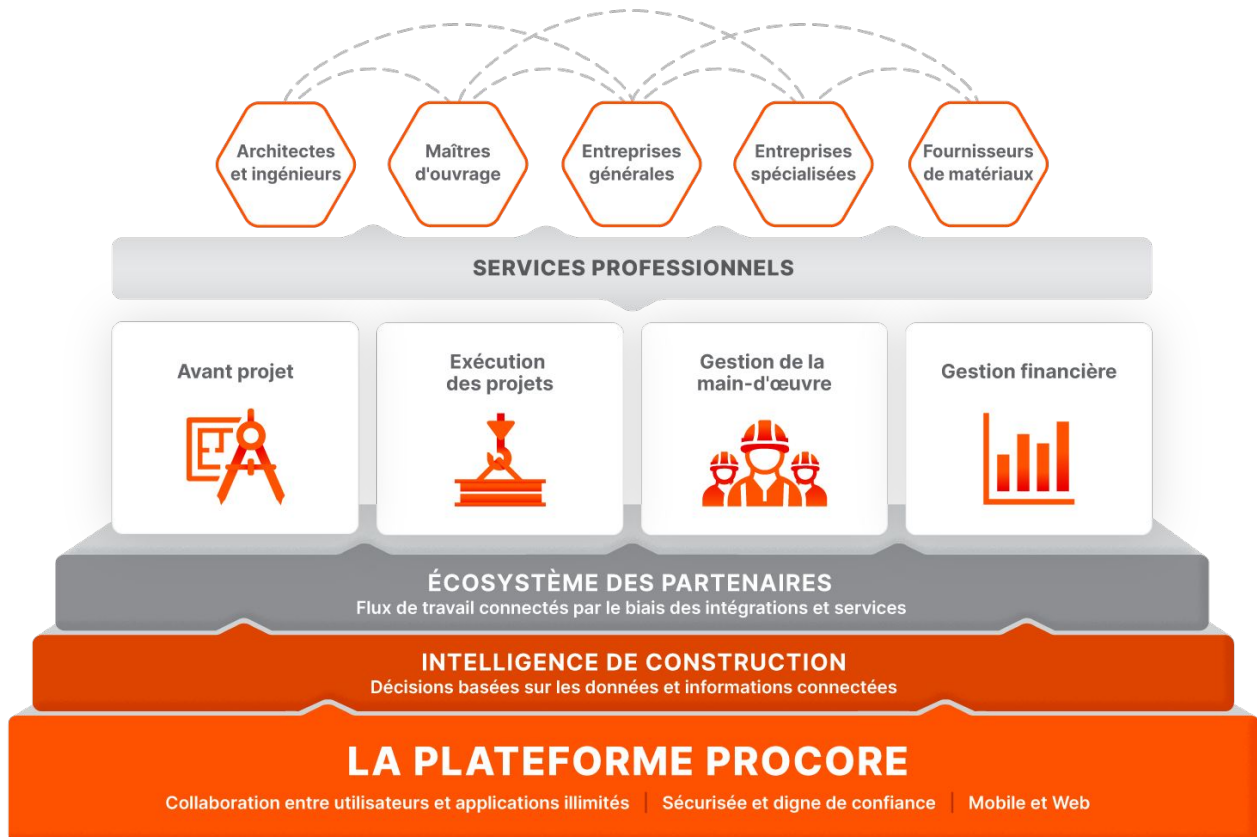 Architectes
et ingénieurs
Maîtres
d'ouvrage
Entreprises
générales
Entreprises
spécialisées
Fournisseurs
de matériaux
SERVICES PROFESSIONNELS
Avant projet
Exécution
des projets
Gestion de la
main-d'œuvre
Gestion financière
ÉCOSYSTÈME DES PARTENAIRES
Flux de travail connectés par le biais des intégrations et services
INTELLIGENCE DE CONSTRUCTION
Décisions basées sur les données et informations connectées
LA PLATEFORME PROCORE
Collaboration entre utilisateurs et applications illimités | Sécurisée et digne de confiance | Mobile et Web